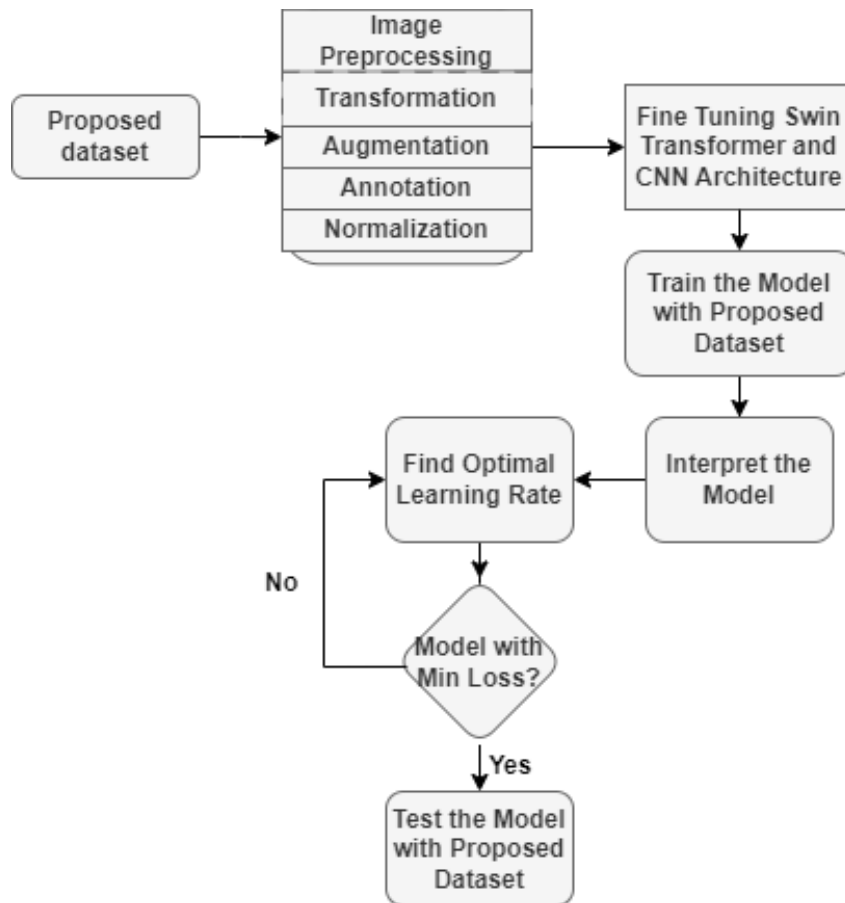 Proposed
dataset
Image
Preprocessing
Transformation
Augmentation
Annotation
Normalization
Fine Tuning Swin
Transformer and
CNN Architecture
Train the Model
with Proposed
Dataset
Interpret the
Model
Find Optimal
Learning Rate
No
Model with
Min Loss?
Yes
Test the Model
with Proposed
Dataset